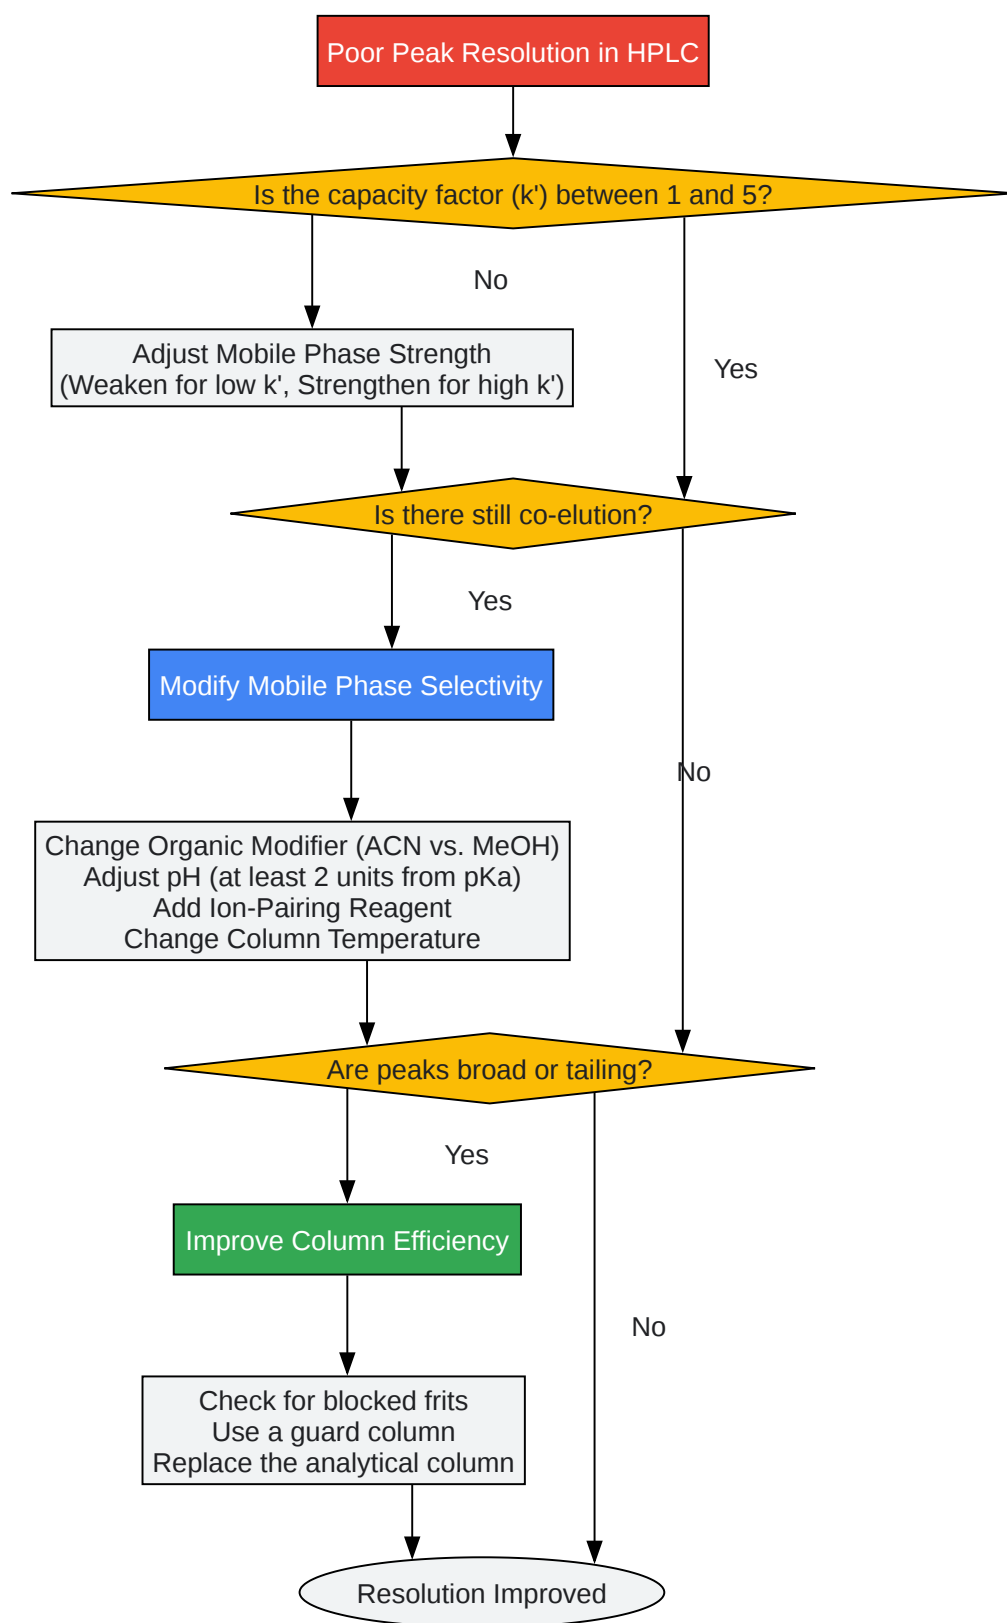 Poor Peak Resolution in HPLC
Is the capacity factor (k') between 1 and 5?
No
Adjust Mobile Phase Strength
(Weaken for low k', Strengthen for high k')
Yes
Is there still co-elution?
Yes
Modify Mobile Phase Selectivity
No
Change Organic Modifier (ACN vs. MeOH)
Adjust pH (at least 2 units from pKa)
Add Ion-Pairing Reagent
Change Column Temperature
Are peaks broad or tailing?
Yes
Improve Column Efficiency
No
Check for blocked frits
Use a guard column
Replace the analytical column
Resolution Improved